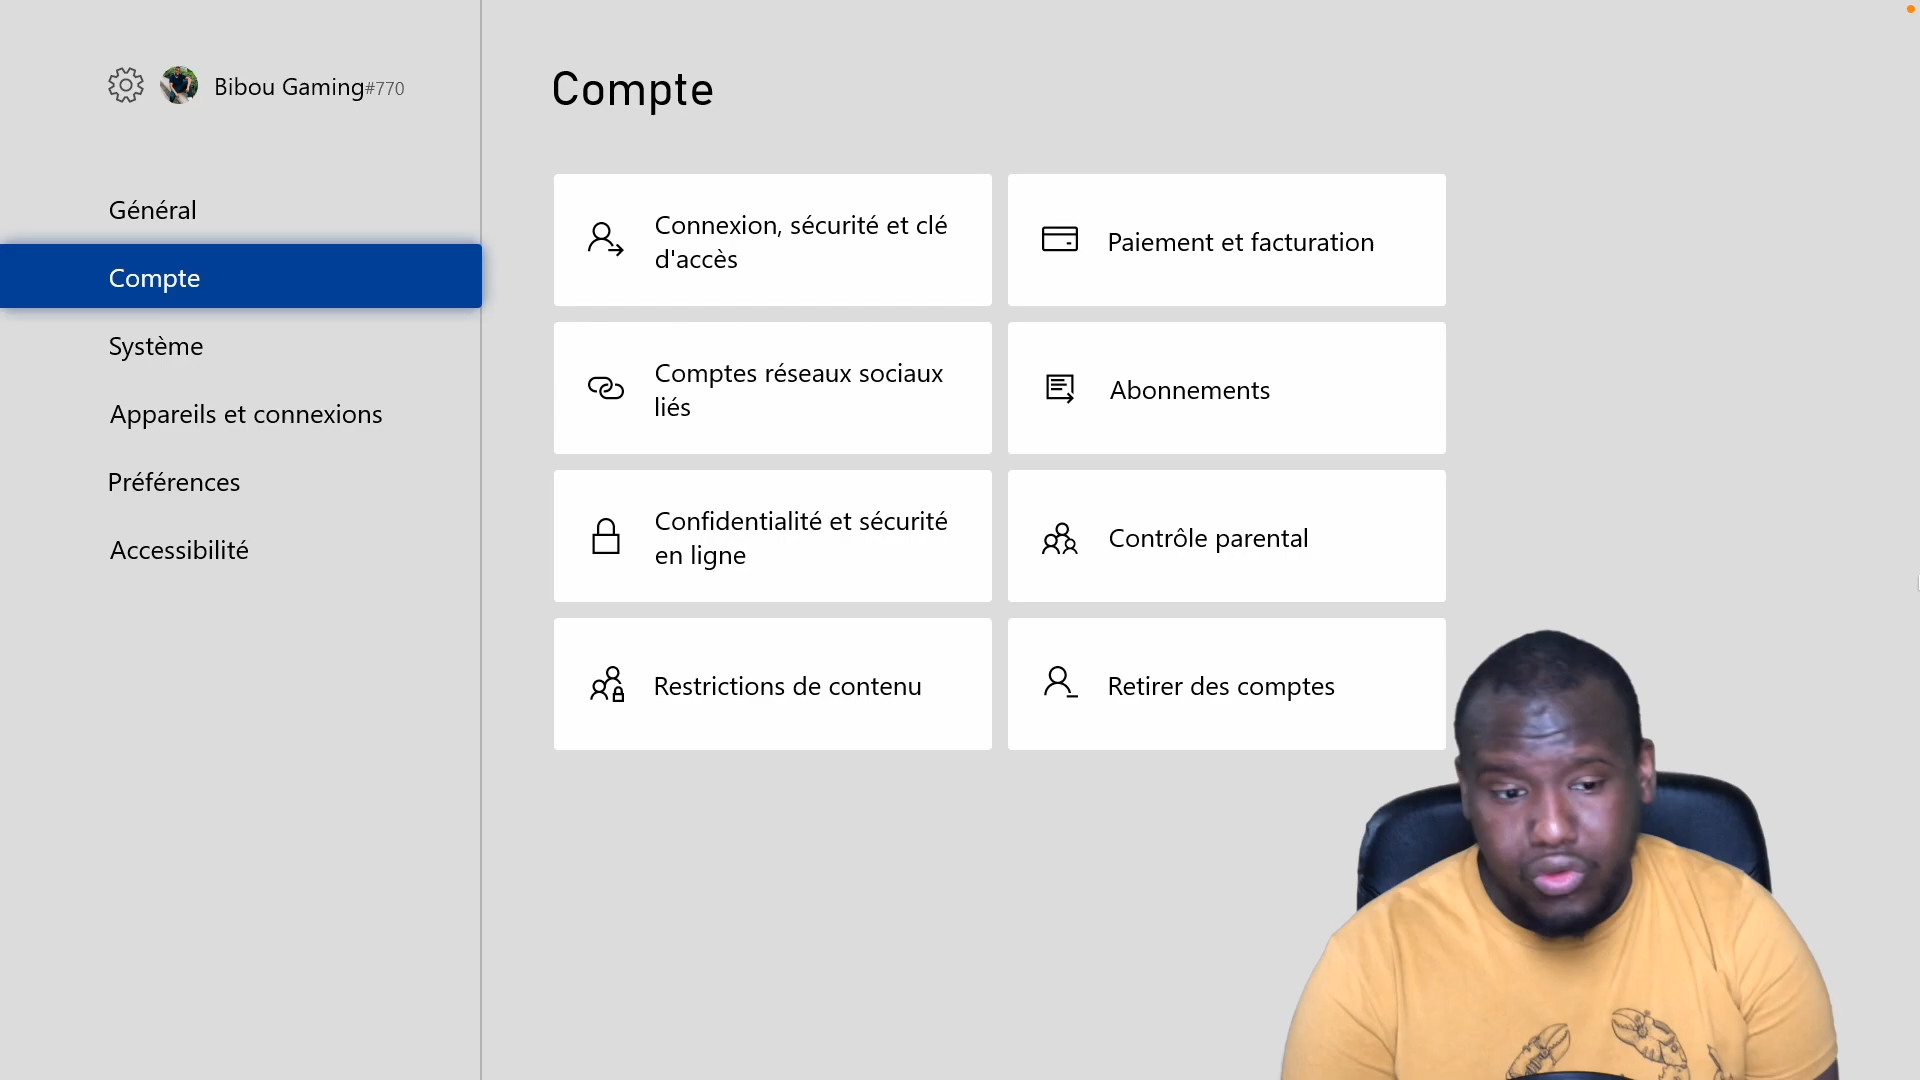 Bibou Gaming#770
Général
Compte
Système
Appareils et connexions
Préférences
Accessibilité
Compte
Connexion, sécurité et clé
d'accès
Paiement et facturation
Comptes réseaux sociaux
liés
Abonnements
Confidentialité et sécurité
en ligne
Contrôle parental
Restrictions de contenu
Retirer des comptes